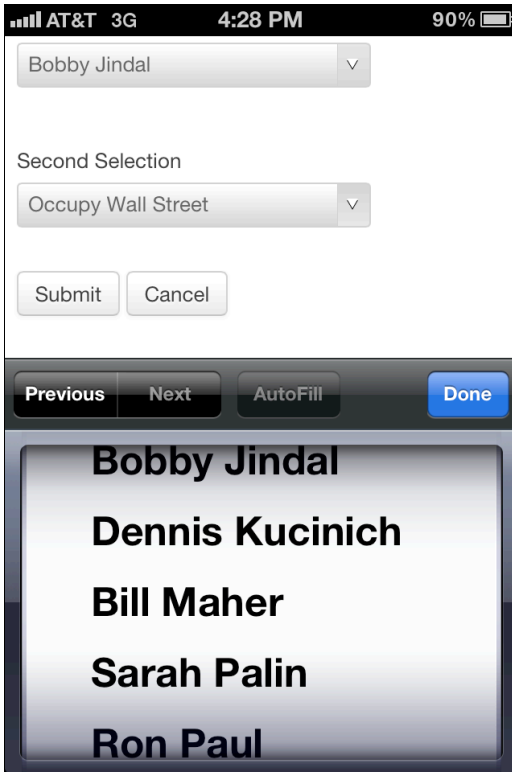 AT&T 3G 4:28 PM 90%
Bobby Jindal
Second Selection
Occupy Wall Street
Submit Cancel
Previous Next AutoFill Done
Bobby Jindal
Dennis Kucinich
Bill Maher
Sarah Palin
Ron Paul